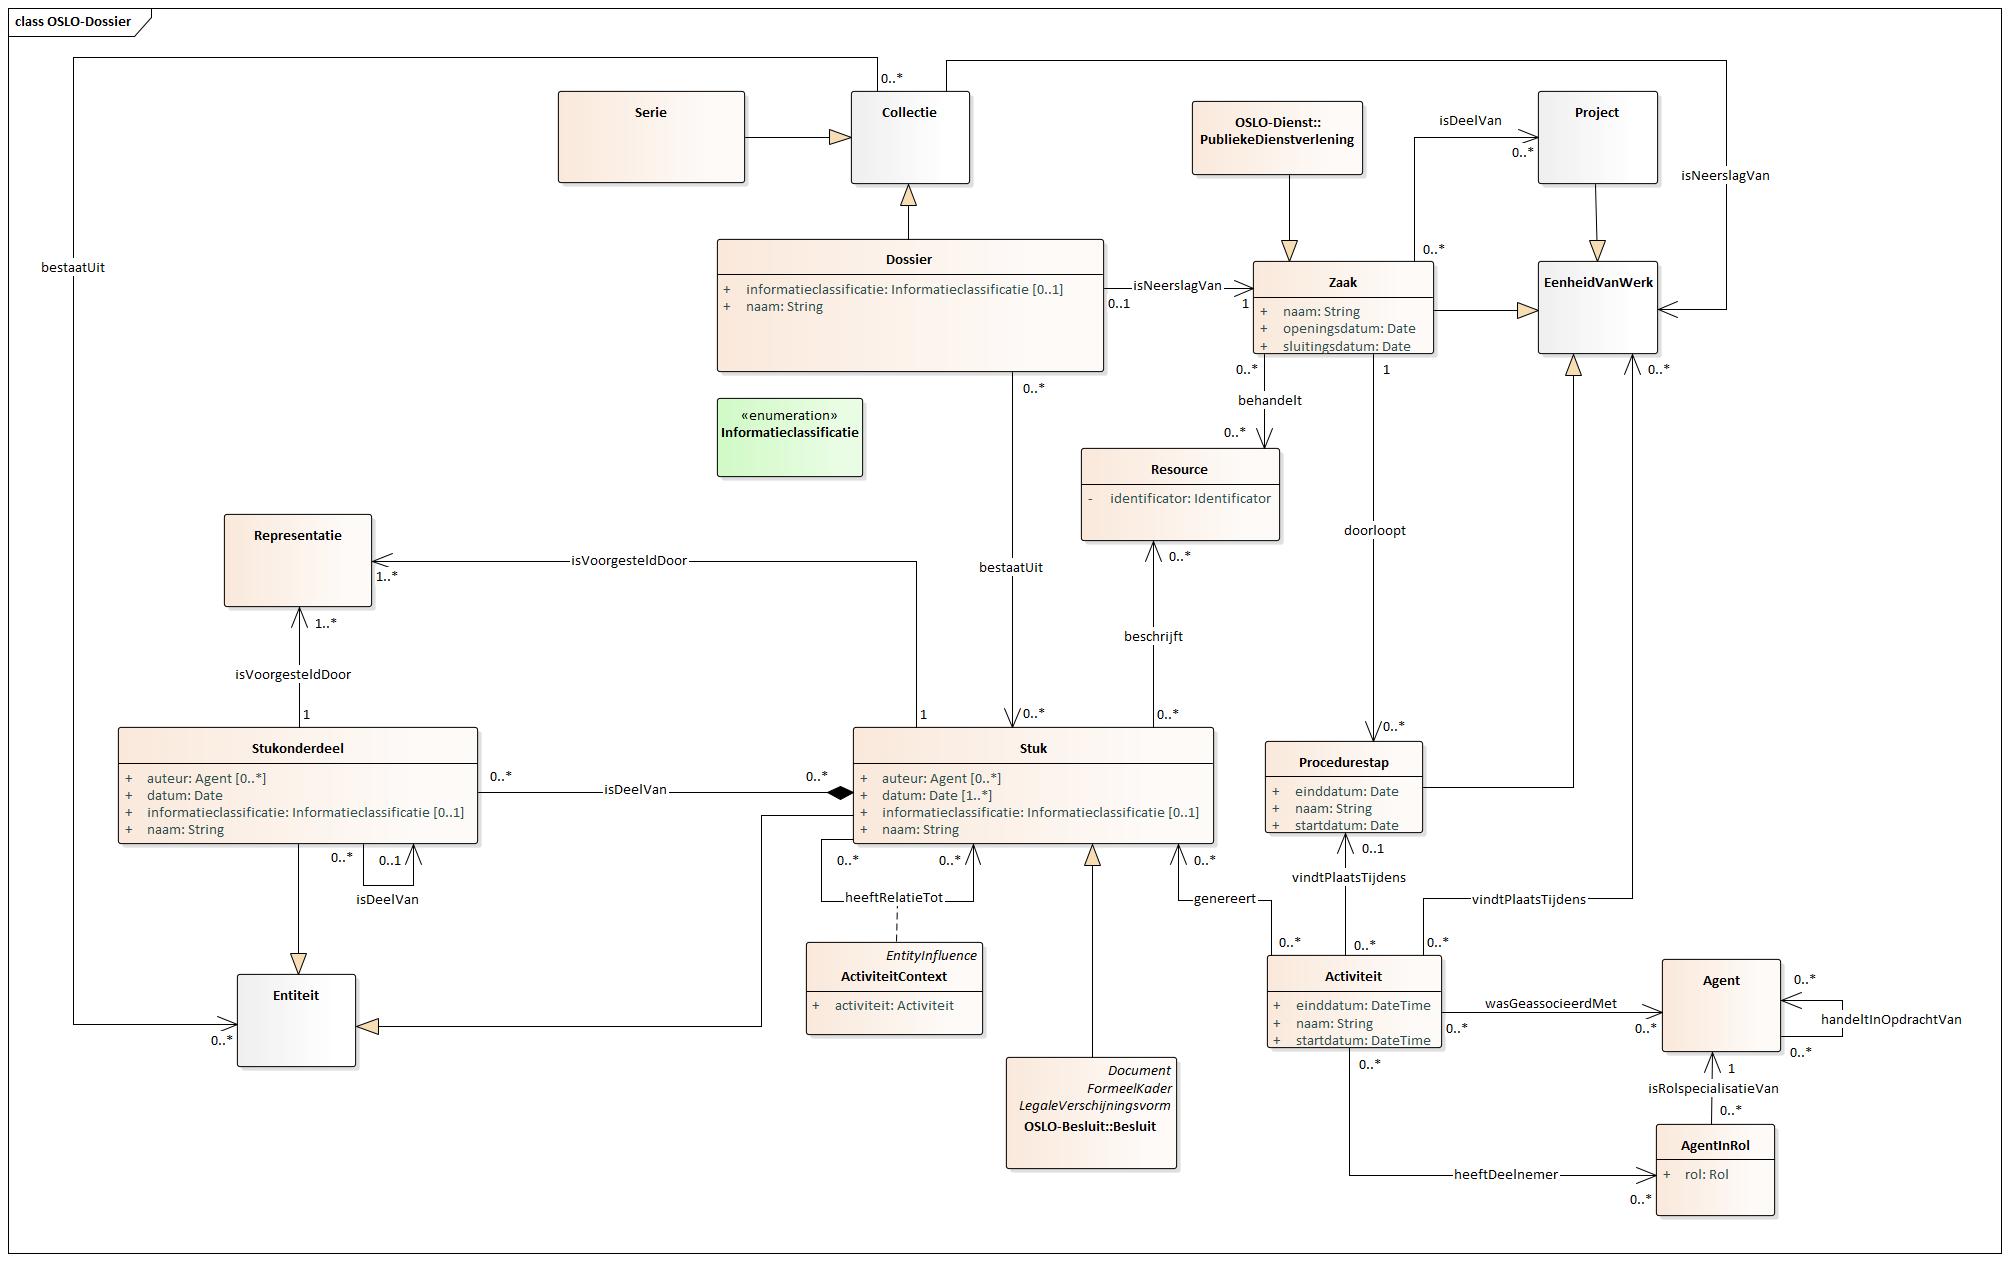 class OSLO-Dossier
0..*
Serie
Collectie
OSLO-Dienst::
PubliekeDienstverlening
isDeelVan
0..*
Project
isNeerslagVan
bestaatUit
0..*
Dossier
+ informatieclassificatie: Informatieclassificatie [0..1]
+ naam: String
isNeerslagVan
0..1
1
Zaak
+ naam: String
+ openingsdatum: Date
+ sluitingsdatum: Date
EenheidVanWerk
0..*
behandelt
0..*
1
0..*
0..*
«enumeration»
Informatieclassificatie
Resource
- identificator: Identificator
doorloopt
Representatie
isVoorgesteldDoor
1..*
1..*
bestaatUit
0..*
beschrijft
isVoorgesteldDoor
1
1
0..*
0..*
0..*
Stukonderdeel
+ auteur: Agent [0..*]
+ datum: Date
+ informatieclassificatie: Informatieclassificatie [0..1]
+ naam: String
0..*
isDeelVan
0..*
Stuk
+ auteur: Agent [0..*]
+ datum: Date [1..*]
+ informatieclassificatie: Informatieclassificatie [0..1]
+ naam: String
Procedurestap
+ einddatum: Date
+ naam: String
+ startdatum: Date
0..*
0..1
isDeelVan
0..*
0..*
heeftRelatieTot
0..*
genereert
0..*
0..1
vindtPlaatsTijdens
0..*
vindtPlaatsTijdens
0..*
Entiteit
0..*
EntityInfluence
ActiviteitContext
+ activiteit: Activiteit
Activiteit
+ einddatum: DateTime
+ naam: String
+ startdatum: DateTime
wasGeassocieerdMet
0..*
0..*
Agent
0..*
handeltInOpdrachtVan
0..*
Document
FormeelKader
LegaleVerschijningsvorm
OSLO-Besluit::Besluit
0..*
1
isRolspecialisatieVan
0..*
heeftDeelnemer
0..*
AgentInRol
+ rol: Rol